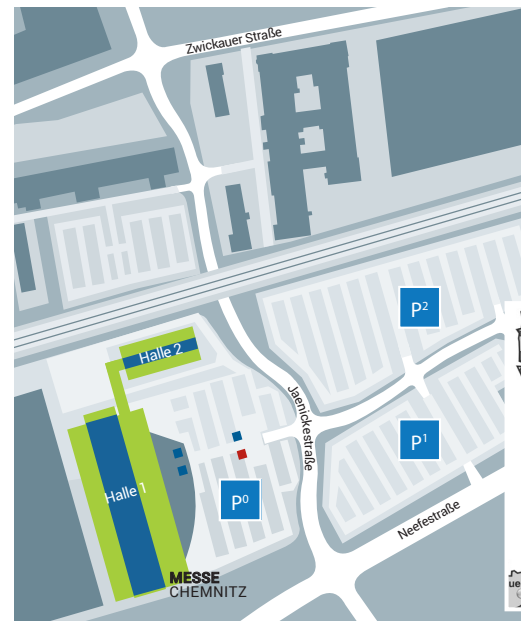 Zwickauer Straße
P²
Halle 2
Jaenickestraße
P¹
Halle 1
P⁰
Neefestraße
MESSE
CHEMNITZ